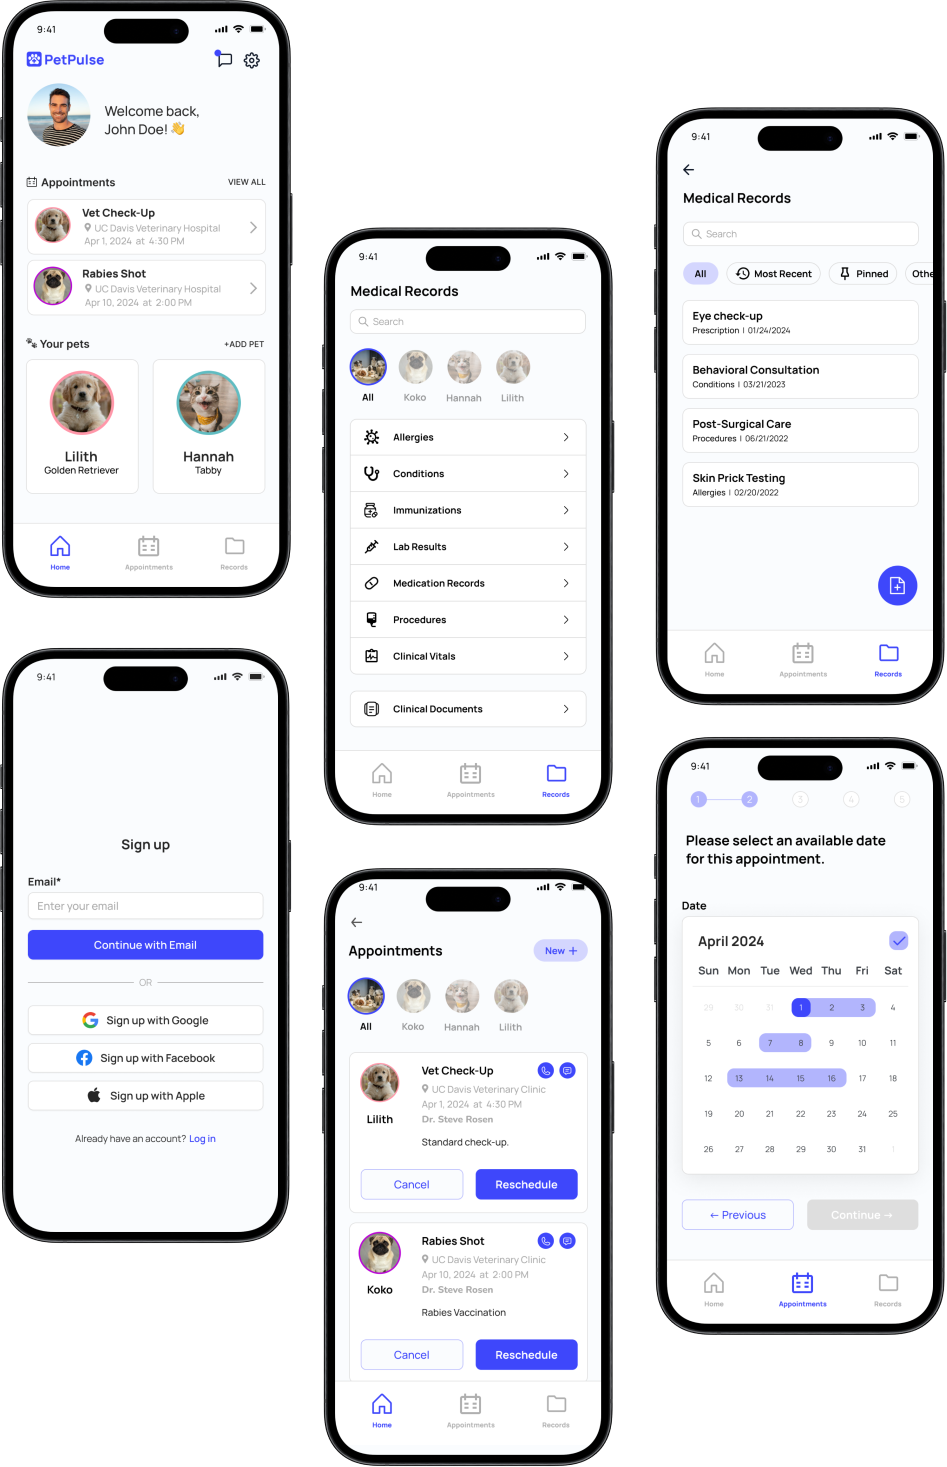 9:41
PetPulse
Welcome back,
John Doe! 👋
Appointments VIEW ALL
Vet Check-Up
UC Davis Veterinary Hospital
Apr 1, 2024 at 4:30 PM
Rabies Shot
UC Davis Veterinary Hospital
Apr 10, 2024 at 2:00 PM
Your pets +ADD PET
Lilith
Golden Retriever
Hannah
Tabby
Home Appointments Records
9:41
Sign up
Email*
Enter your email
Continue with Email
OR
Sign up with Google
Sign up with Facebook
Sign up with Apple
Already have an account? Log in
9:41
Medical Records
Search
All Koko Hannah Lilith
Allergies
Conditions
Immunizations
Lab Results
Medication Records
Procedures
Clinical Vitals
Clinical Documents
Home Appointments Records
9:41
Appointments New +
All Koko Hannah Lilith
Vet Check-Up
UC Davis Veterinary Clinic
Apr 1, 2024 at 4:30 PM
Lilith
Dr. Steve Rosen
Standard check-up.
Cancel Reschedule
Rabies Shot
UC Davis Veterinary Clinic
Apr 10, 2024 at 2:00 PM
Koko
Dr. Steve Rosen
Rabies Vaccination
Cancel Reschedule
Home Appointments Records
9:41
Medical Records
Search
All Most Recent Pinned Othe
Eye check-up
Prescription | 01/24/2024
Behavioral Consultation
Conditions | 03/21/2023
Post-Surgical Care
Procedures | 06/21/2022
Skin Prick Testing
Allergies | 02/20/2022
Home Appointments Records
9:41
1 2 3 4 5
Please select an available date
for this appointment.
Date
April 2024
Sun Mon Tue Wed Thu Fri Sat
29 30 31 1 2 3 4
5 6 7 8 9 10 11
12 13 14 15 16 17 18
19 20 21 22 23 24 25
26 27 28 29 30 31 1
← Previous Continue →
Home Appointments Records